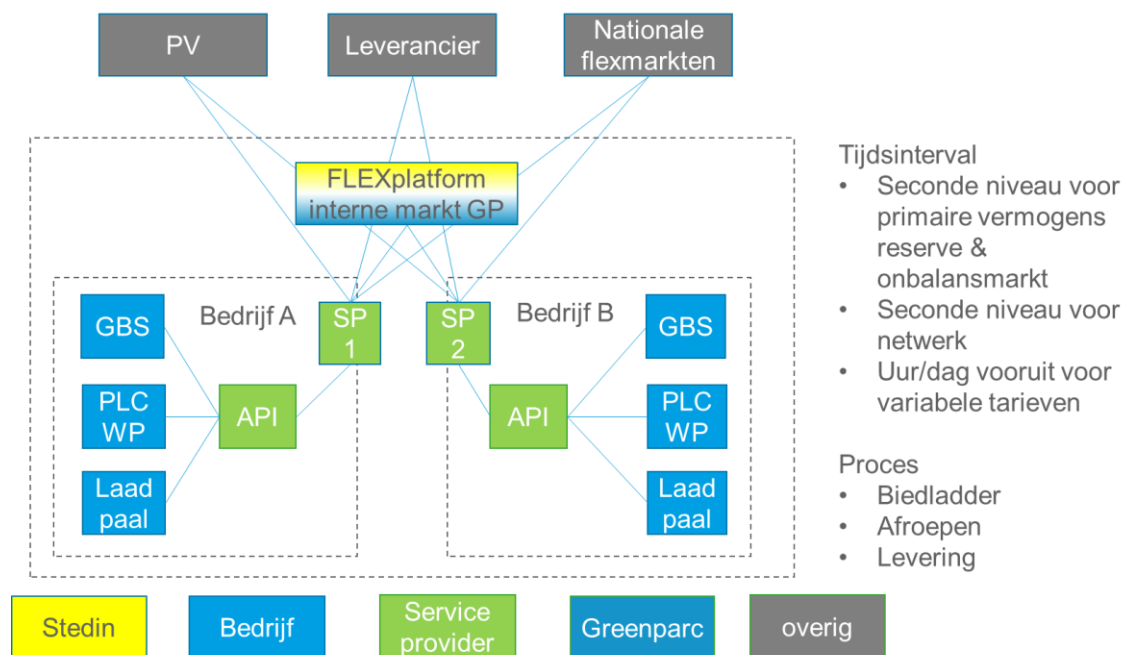 PV
Leverancier
Nationale
flexmarkten
FLEXplatform
interne markt GP
Bedrijf A
SP
1
GBS
PLC
WP
API
Laad
paal
SP
2
Bedrijf B
GBS
API
PLC
WP
Laad
paal
Tijdsinterval
• Seconde niveau voor
primaire vermogens
reserve &
onbalansmarkt
• Seconde niveau voor
netwerk
• Uur/dag vooruit voor
variabele tarieven
Proces
• Biedladder
• Afroepen
• Levering
Stedin
Bedrijf
Service
provider
Greenparc
overig